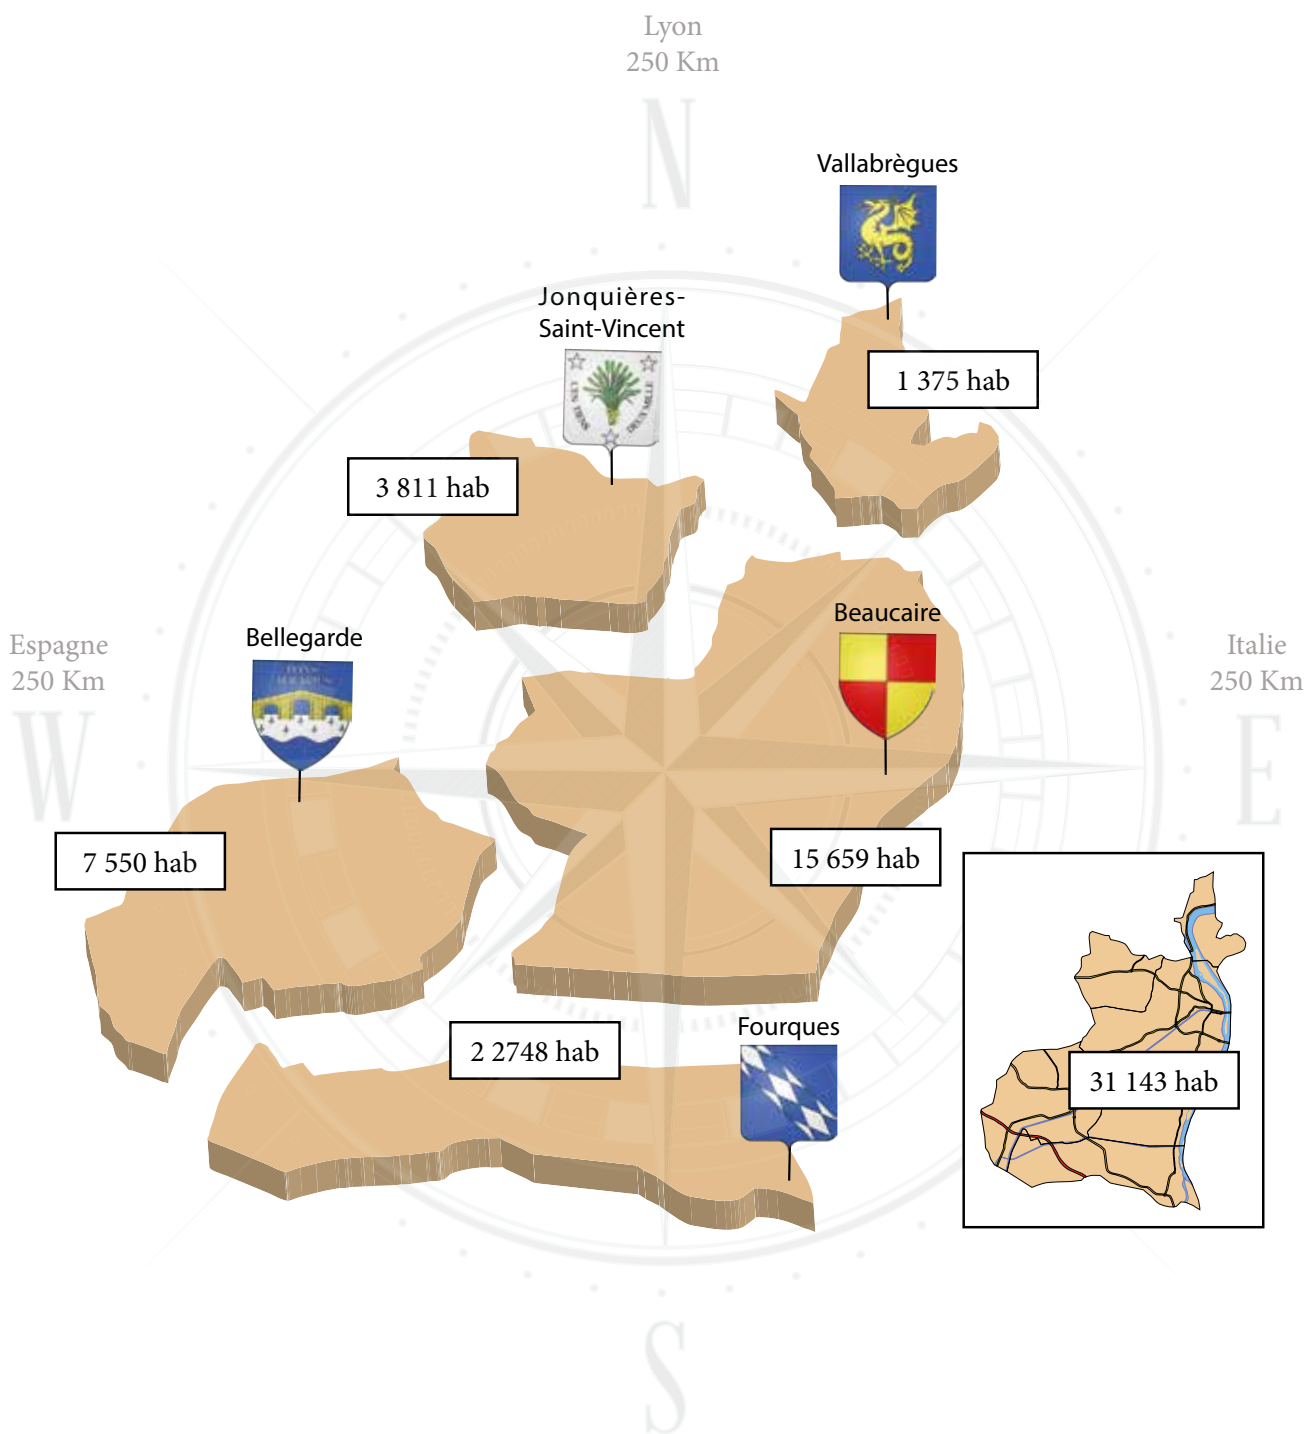 Lyon
250 Km
N
Vallabrègues
Jonquières-
Saint-Vincent
1 375 hab
3 811 hab
Beaucaire
Bellegarde
Espagne
250 Km
W
Italie
250 Km
E
7 550 hab
15 659 hab
2 2748 hab
Fourques
31 143 hab
S